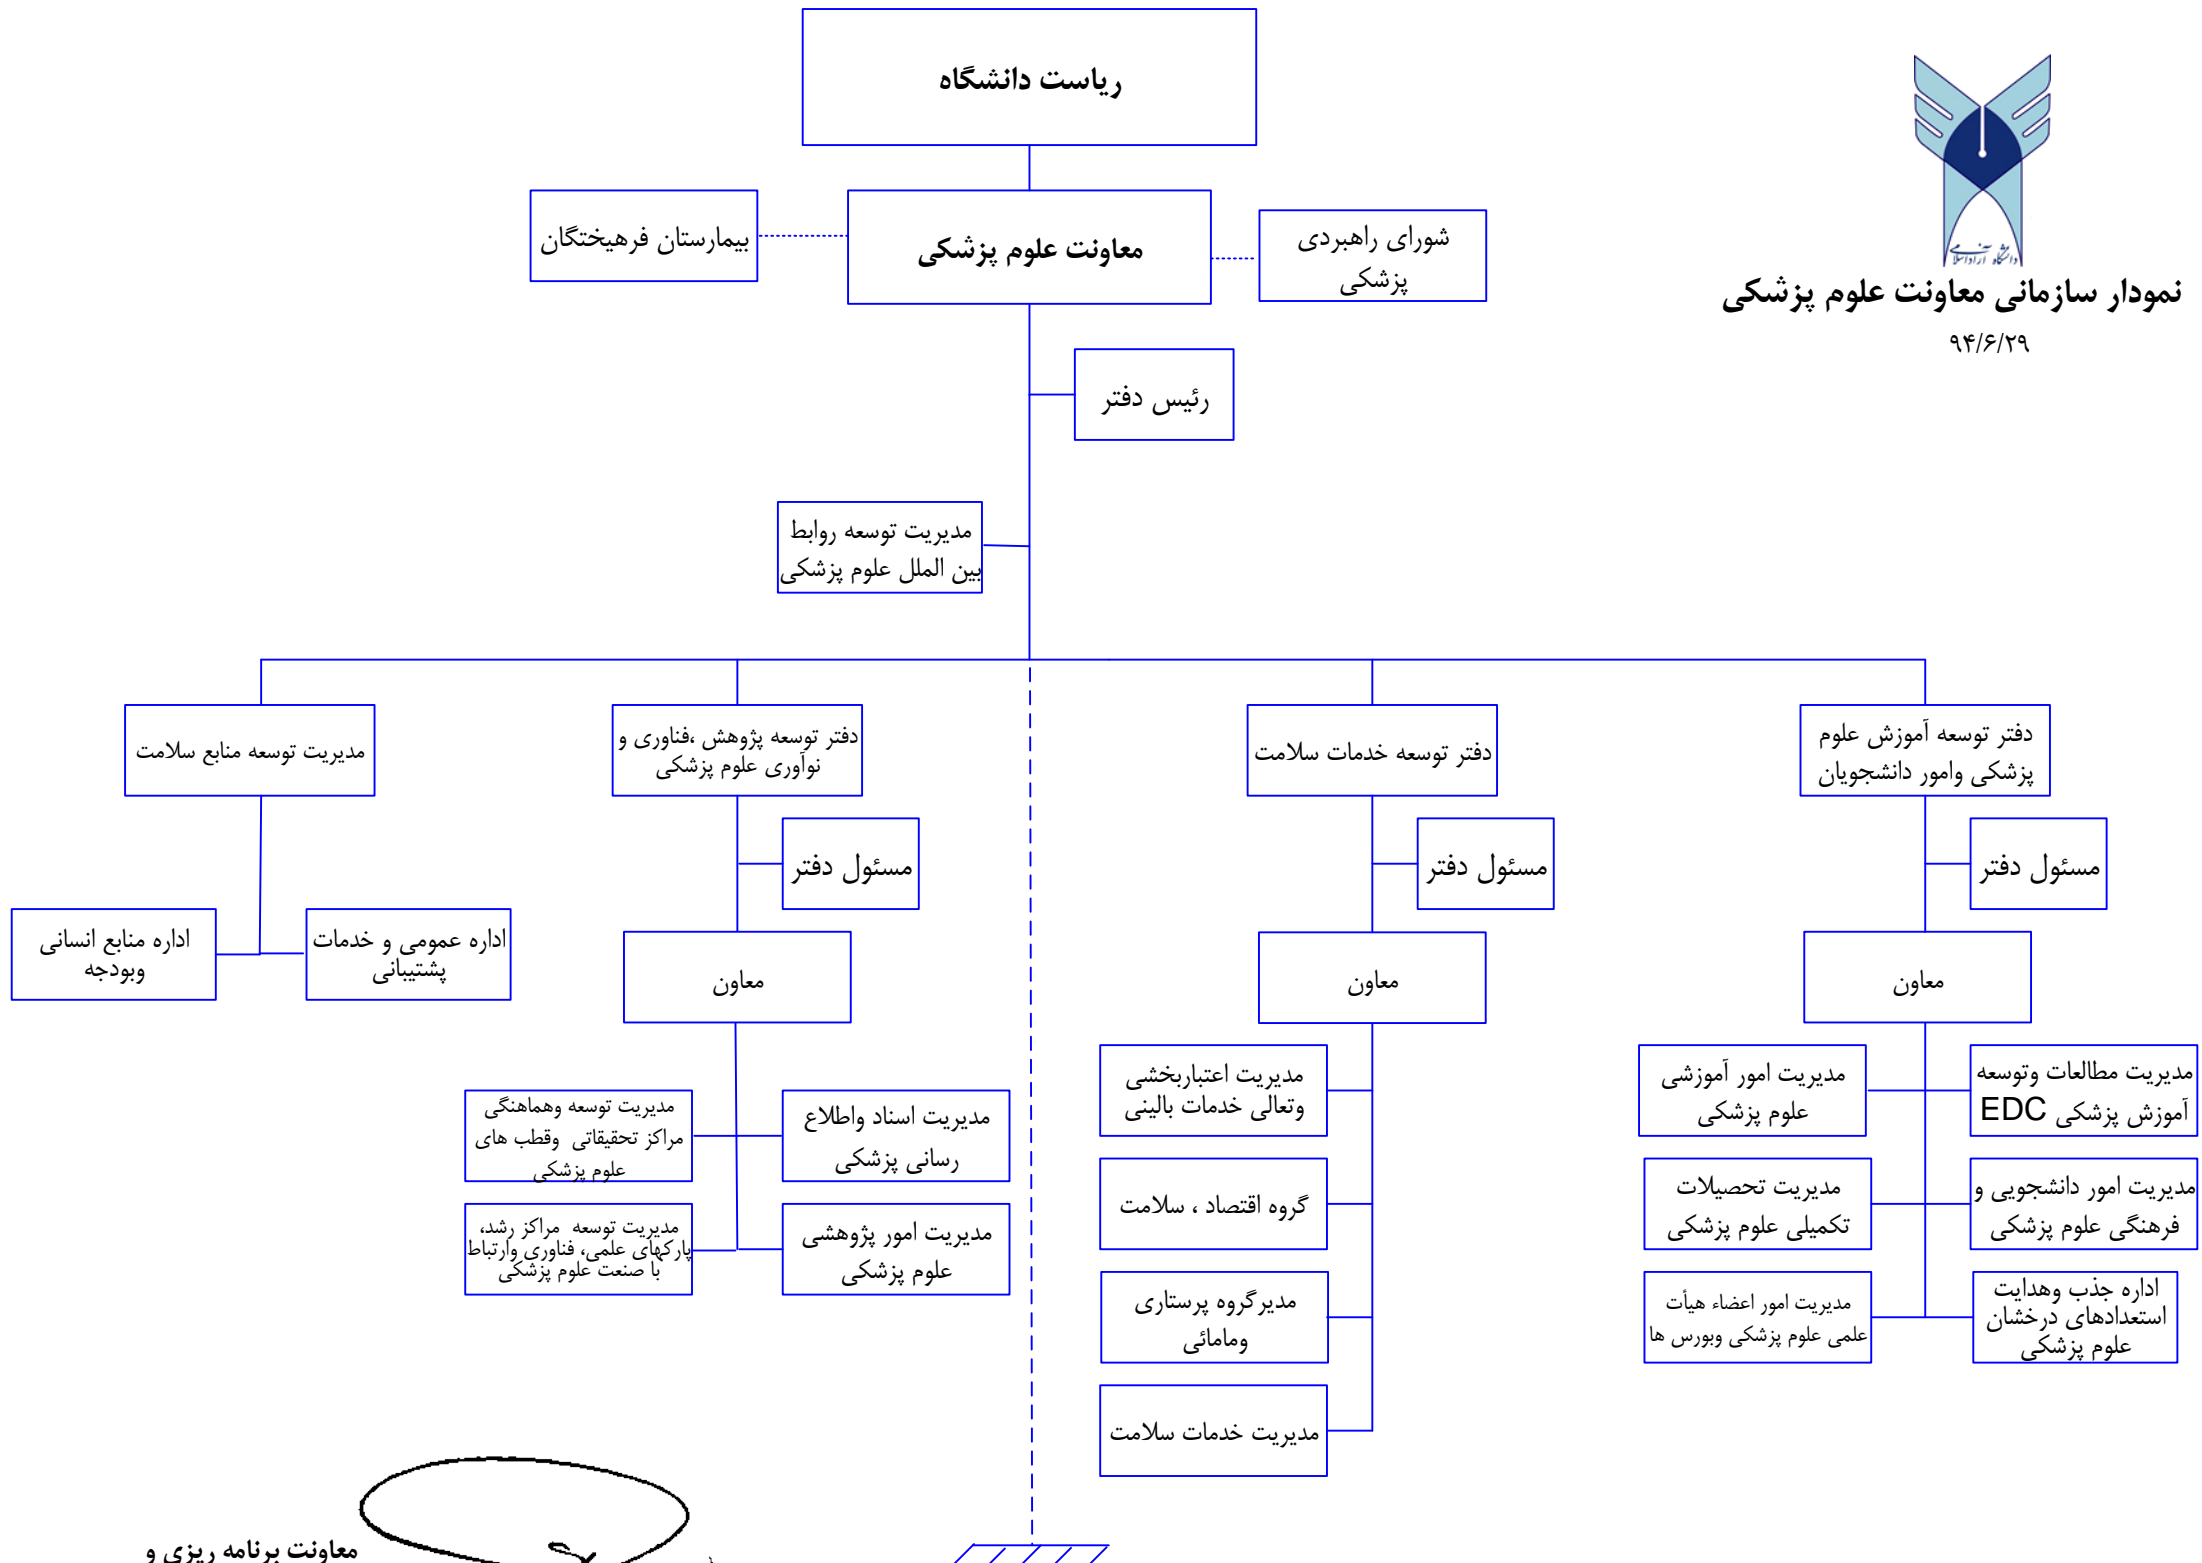 ریاست دانشگاه
دانشگاه آزاد اسلامی
نمودار سازمانی معاونت علوم پزشکی
۹۴/۶/۲۹
شورای راهبردی
پزشکی
معاونت علوم پزشکی
بیمارستان فرهیختگان
رئیس دفتر
مدیریت توسعه روابط
بین الملل علوم پزشکی
دفتر توسعه آموزش علوم
پزشکی وامور دانشجویان
مسئول دفتر
معاون
مدیریت مطالعات وتوسعه
آموزش پزشکی EDC
مدیریت امور آموزشی
علوم پزشکی
مدیریت امور دانشجویی و
فرهنگی علوم پزشکی
مدیریت تحصیلات
تکمیلی علوم پزشکی
اداره جذب وهدایت
استعدادهای درخشان
علوم پزشکی
مدیریت امور اعضاء هیأت
علمی علوم پزشکی وبورس ها
دفتر توسعه خدمات سلامت
مسئول دفتر
معاون
مدیریت اعتباربخشی
وتعالی خدمات بالینی
گروه اقتصاد ، سلامت
مدیرگروه پرستاری
ومامائی
مدیریت خدمات سلامت
دفتر توسعه پژوهش ،فناوری و
نوآوری علوم پزشکی
مسئول دفتر
معاون
مدیریت اسناد واطلاع
رسانی پزشکی
مدیریت توسعه وهماهنگی
مراکز تحقیقاتی وقطب های
علوم پزشکی
مدیریت امور پژوهشی
علوم پزشکی
مدیریت توسعه مراکز رشد،
پارکهای علمی، فناوری وارتباط
با صنعت علوم پزشکی
مدیریت توسعه منابع سلامت
اداره عمومی و خدمات
پشتیبانی
اداره منابع انسانی
وبودجه
معاونت برنامه ریزی و